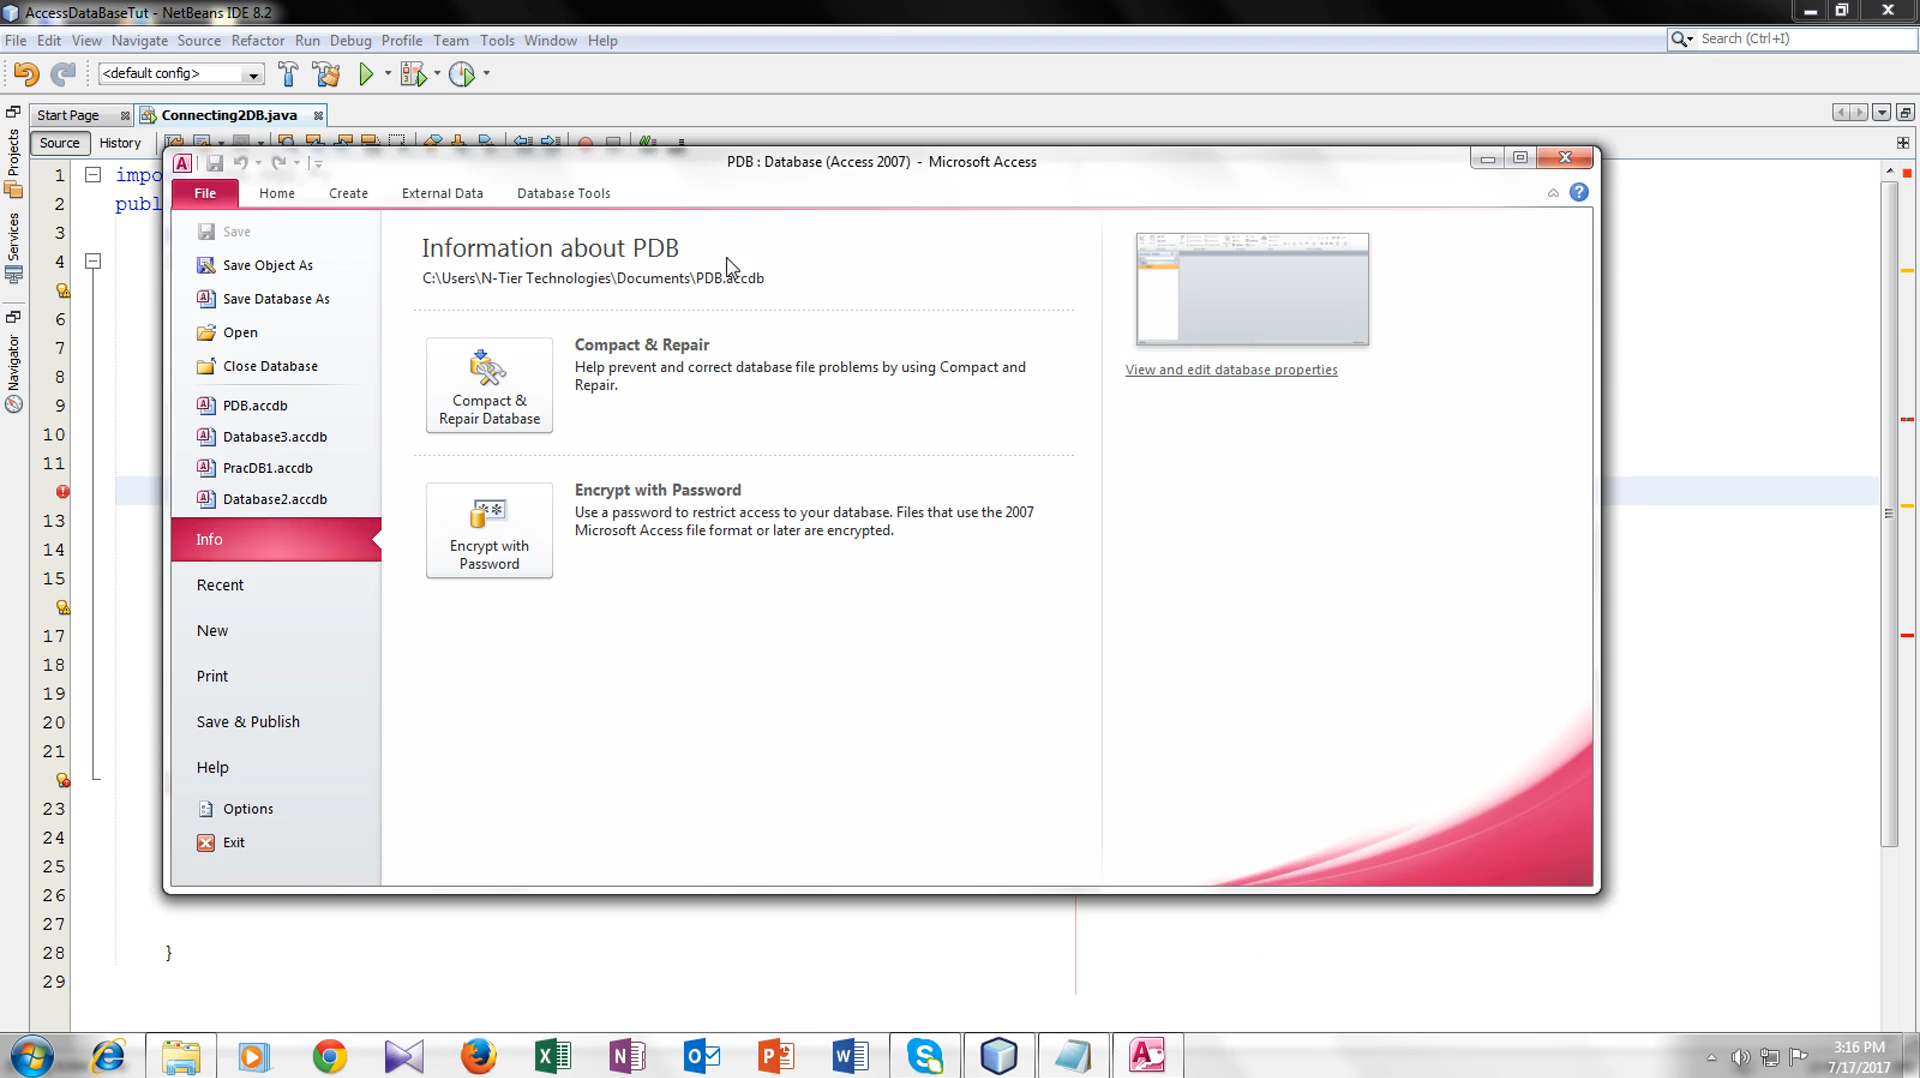 AccessDataBaseTut - NetBeans IDE 8.2
File Edit View Navigate Source Refactor Run Debug Profile Team Tools Window Help
Search (Ctrl+I)
<default config>
Start Page
Connecting2DB.java
Source
History
Projects
Services
Navigator
1 impo
2 publ
3
4
6
7
8
9
10
11
13
14
15
17
18
19
20
21
23
24
25
26
27
28 }
29
PDB : Database (Access 2007) - Microsoft Access
File Home Create External Data Database Tools
Save
Save Object As
Save Database As
Open
Close Database
PDB.accdb
Database3.accdb
PracDB1.accdb
Database2.accdb
Info
Recent
New
Print
Save & Publish
Help
Options
Exit
Information about PDB
C:\Users\N-Tier Technologies\Documents\PDB.accdb
Compact & Repair Database
Compact & Repair
Help prevent and correct database file problems by using Compact and
Repair.
Encrypt with Password
Encrypt with Password
Use a password to restrict access to your database. Files that use the 2007
Microsoft Access file format or later are encrypted.
View and edit database properties
3:16 PM
7/17/2017